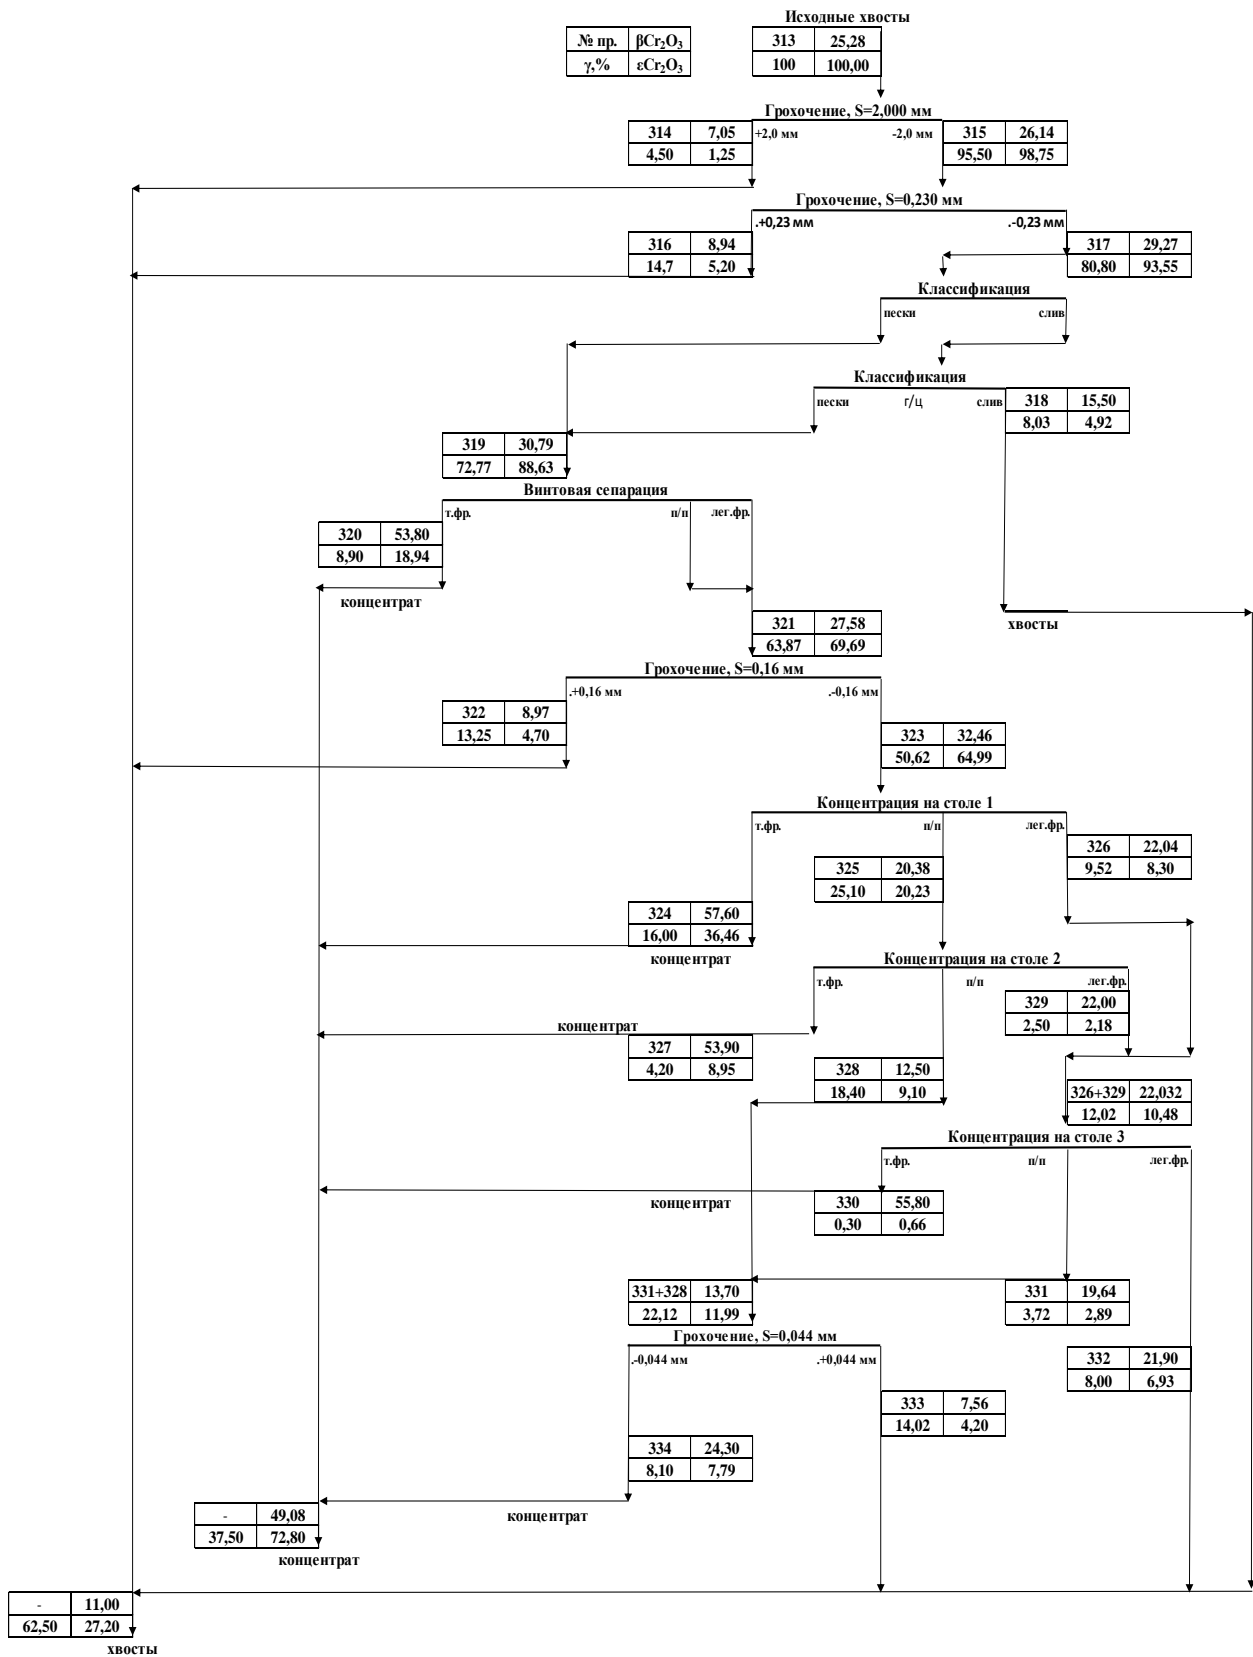 Исходные хвосты
№ пр. βCr₂O₃ 313 25,28
γ,% εCr₂O₃ 100 100,00
Грохочение, S=2,000 мм
314 7,05 +2,0 мм -2,0 мм 315 26,14
4,50 1,25 95,50 98,75
Грохочение, S=0,230 мм
.+0,23 мм .-0,23 мм
316 8,94 317 29,27
14,7 5,20 80,80 93,55
Классификация
пески слив
Классификация
пески г/ц слив 318 15,50
8,03 4,92
319 30,79
72,77 88,63
Винтовая сепарация
т.фр. п/п лег.фр.
320 53,80
8,90 18,94
концентрат
321 27,58 хвосты
63,87 69,69
Грохочение, S=0,16 мм
.+0,16 мм .-0,16 мм
322 8,97
13,25 4,70 323 32,46
50,62 64,99
Концентрация на столе 1
т.фр. п/п лег.фр.
326 22,04
325 20,38 9,52 8,30
25,10 20,23
324 57,60
16,00 36,46
концентрат Концентрация на столе 2
т.фр. п/п лег.фр.
329 22,00
концентрат 2,50 2,18
327 53,90
4,20 8,95 328 12,50
18,40 9,10 326+329 22,032
12,02 10,48
Концентрация на столе 3
т.фр. п/п лег.фр.
концентрат 330 55,80
0,30 0,66
331+328 13,70 331 19,64
22,12 11,99 3,72 2,89
Грохочение, S=0,044 мм
.-0,044 мм .+0,044 мм 332 21,90
8,00 6,93
333 7,56
14,02 4,20
334 24,30
8,10 7,79
- 49,08 концентрат
37,50 72,80
концентрат
- 11,00
62,50 27,20
хвосты